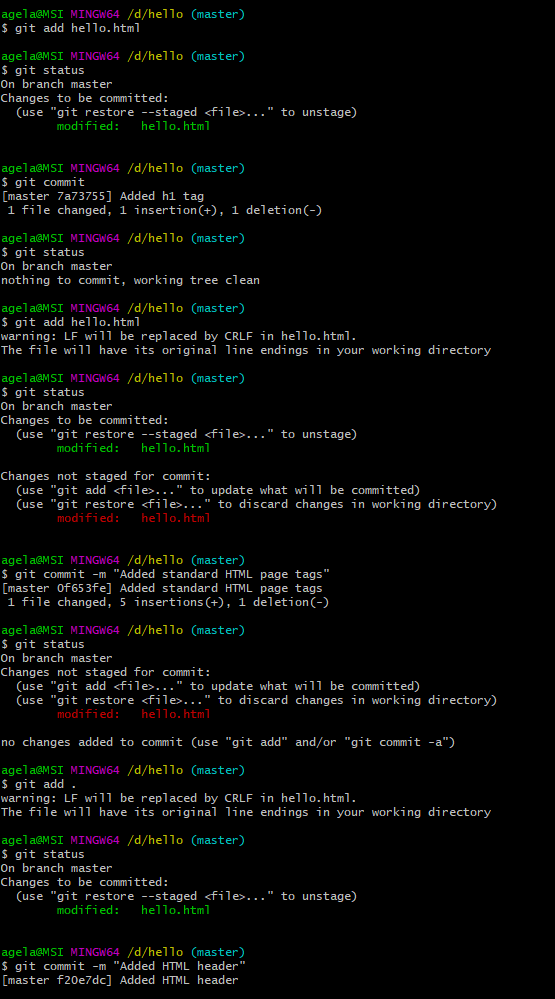 agela@MSI MINGW64 /d/hello (master)
$ git add hello.html

agela@MSI MINGW64 /d/hello (master)
$ git status
On branch master
Changes to be committed:
  (use "git restore --staged <file>..." to unstage)
        modified:   hello.html


agela@MSI MINGW64 /d/hello (master)
$ git commit
[master 7a73755] Added h1 tag
 1 file changed, 1 insertion(+), 1 deletion(-)

agela@MSI MINGW64 /d/hello (master)
$ git status
On branch master
nothing to commit, working tree clean

agela@MSI MINGW64 /d/hello (master)
$ git add hello.html
warning: LF will be replaced by CRLF in hello.html.
The file will have its original line endings in your working directory

agela@MSI MINGW64 /d/hello (master)
$ git status
On branch master
Changes to be committed:
  (use "git restore --staged <file>..." to unstage)
        modified:   hello.html

Changes not staged for commit:
  (use "git add <file>..." to update what will be committed)
  (use "git restore <file>..." to discard changes in working directory)
        modified:   hello.html


agela@MSI MINGW64 /d/hello (master)
$ git commit -m "Added standard HTML page tags"
[master 0f653fe] Added standard HTML page tags
 1 file changed, 5 insertions(+), 1 deletion(-)

agela@MSI MINGW64 /d/hello (master)
$ git status
On branch master
Changes not staged for commit:
  (use "git add <file>..." to update what will be committed)
  (use "git restore <file>..." to discard changes in working directory)
        modified:   hello.html

no changes added to commit (use "git add" and/or "git commit -a")

agela@MSI MINGW64 /d/hello (master)
$ git add .
warning: LF will be replaced by CRLF in hello.html.
The file will have its original line endings in your working directory

agela@MSI MINGW64 /d/hello (master)
$ git status
On branch master
Changes to be committed:
  (use "git restore --staged <file>..." to unstage)
        modified:   hello.html


agela@MSI MINGW64 /d/hello (master)
$ git commit -m "Added HTML header"
[master f20e7dc] Added HTML header